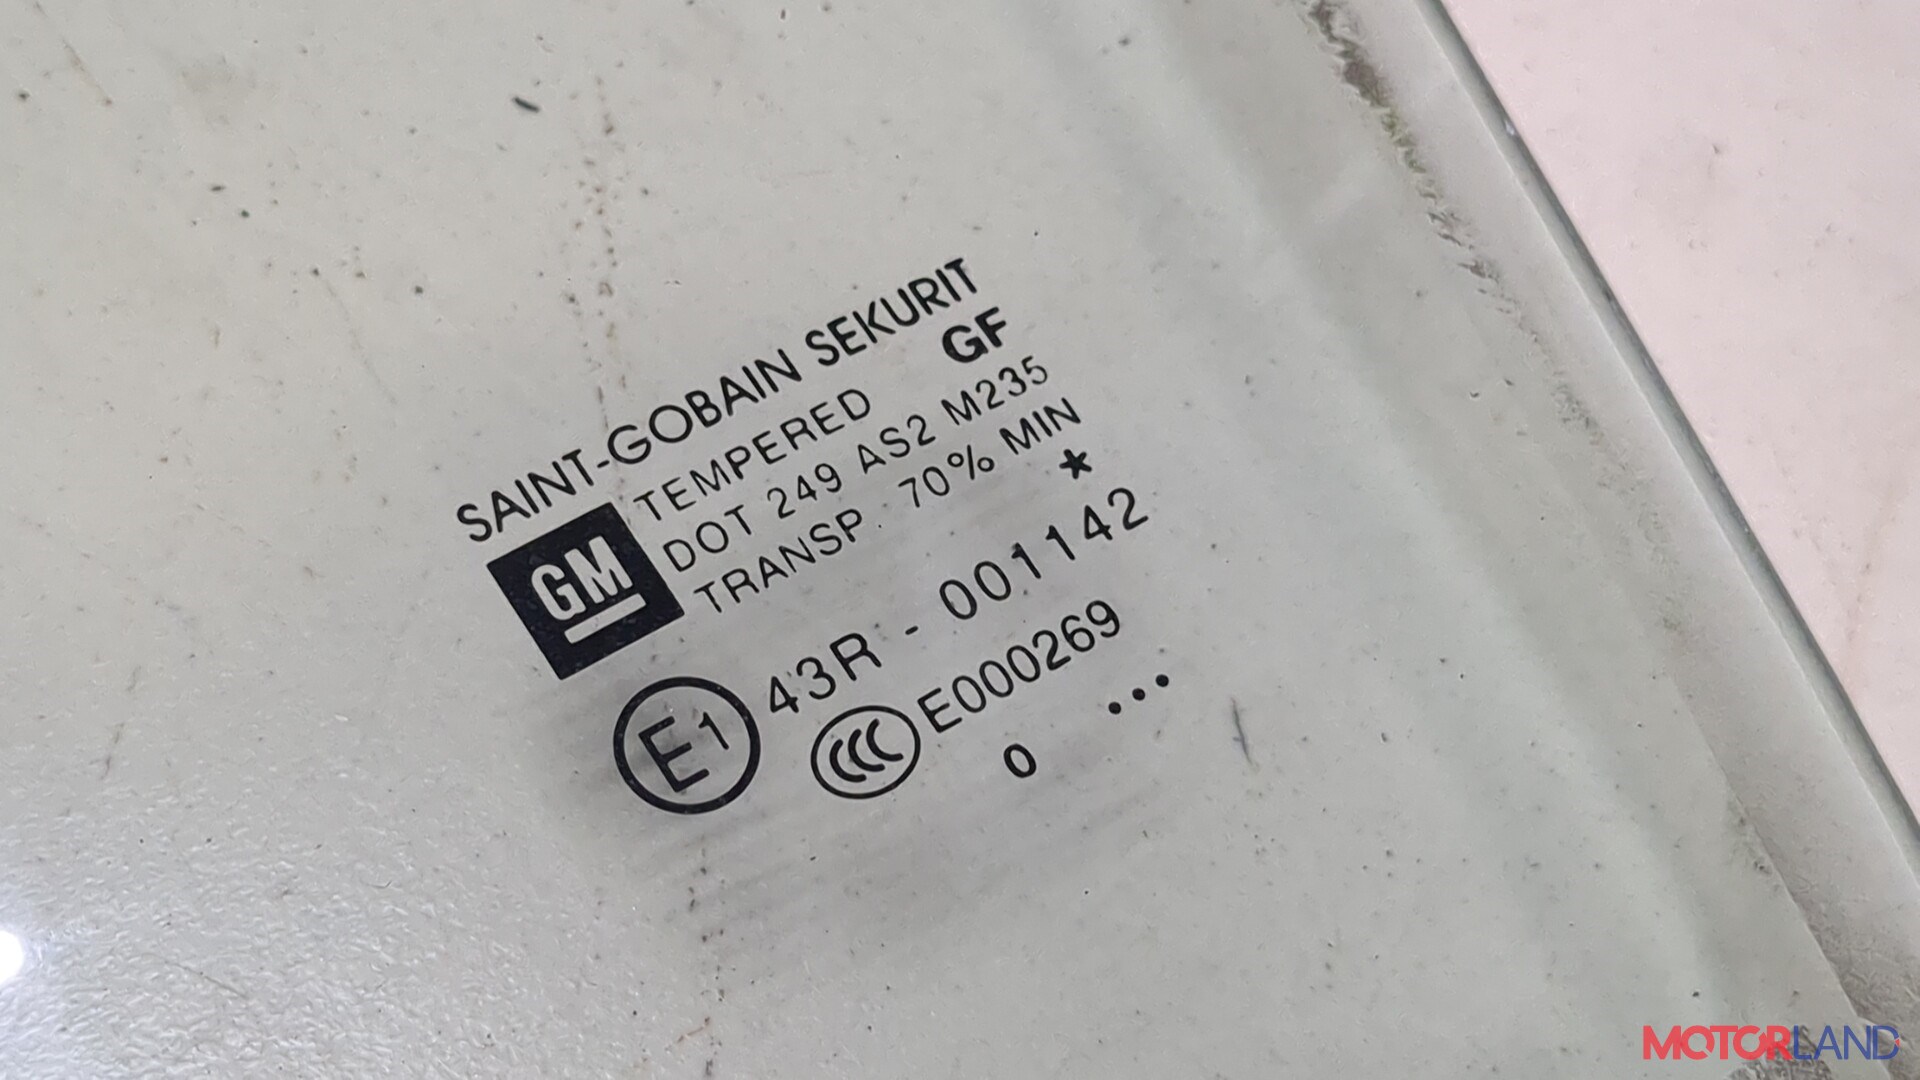 SAINT-GOBAIN SEKURIT
GM
TEMPERED GF
DOT 249 AS2 M235
TRANSP. 70% MIN
*
E1 43R - 001142
CCC E000269
0 ...
MOTORLAND